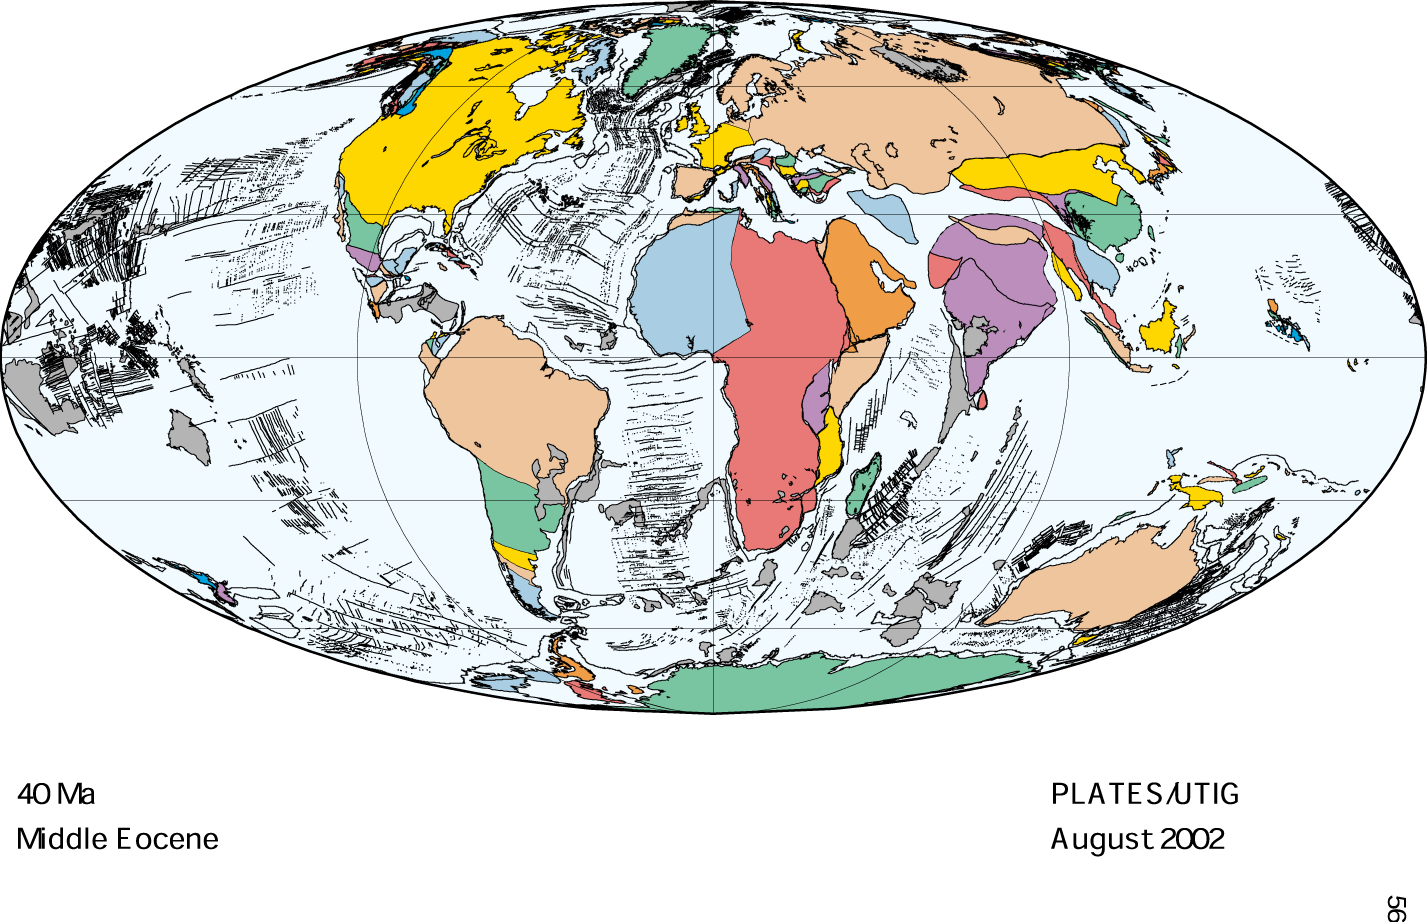 40 Ma
Middle Eocene
PLATES/UTIG
August 2002
56